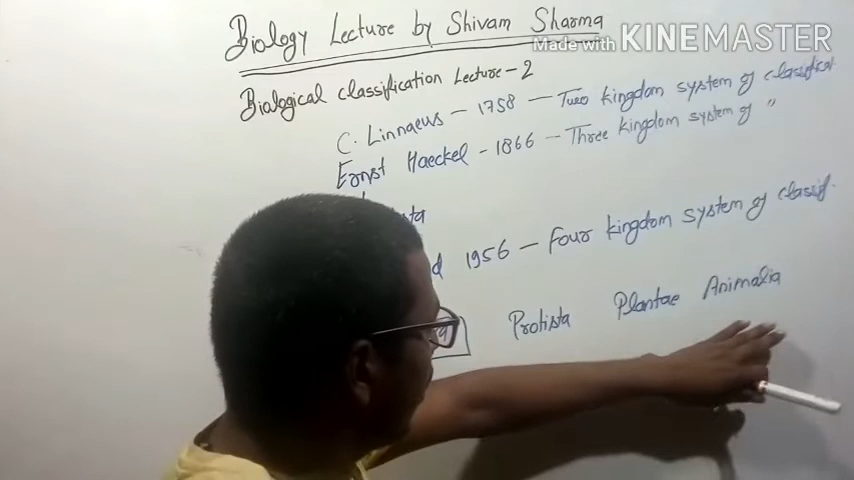 Biology Lecture by Shivam Sharma
Made with KINEMASTER
Biological classification Lecture-2
C. Linnaeus - 1758 - Two kingdom system of classificat
Ernst Haeckel - 1866 - Three kingdom system of "
1956 - Four kingdom system of classif.
Protista Plantae Animalia